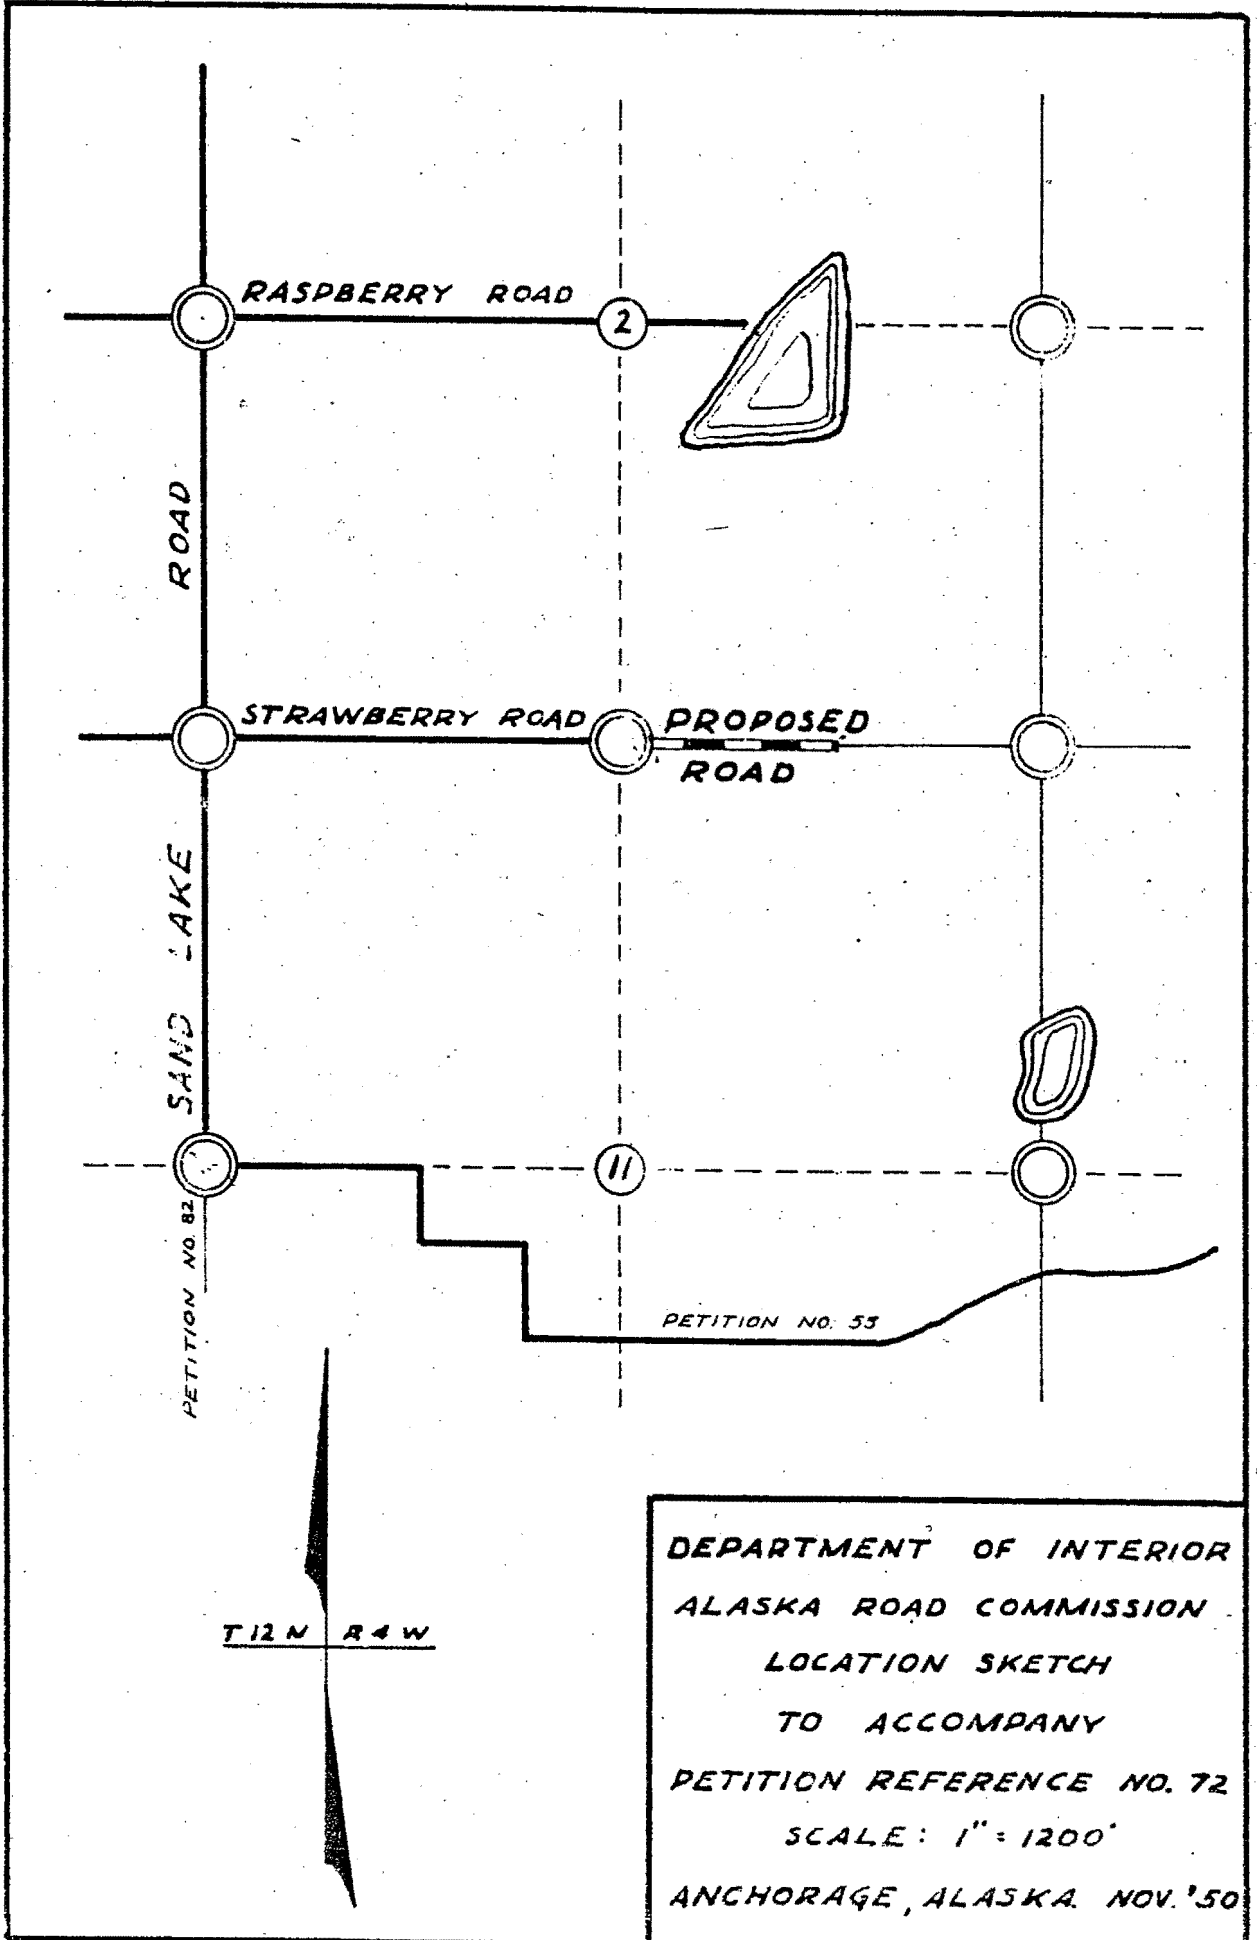 RASPBERRY ROAD
2
ROAD
STRAWBERRY ROAD
PROPOSED
ROAD
SAND LAKE
11
PETITION NO. 82
PETITION NO. 55
T 12 N R 4 W
DEPARTMENT OF INTERIOR
ALASKA ROAD COMMISSION
LOCATION SKETCH
TO ACCOMPANY
PETITION REFERENCE NO. 72
SCALE: 1" = 1200'
ANCHORAGE, ALASKA. NOV. '50